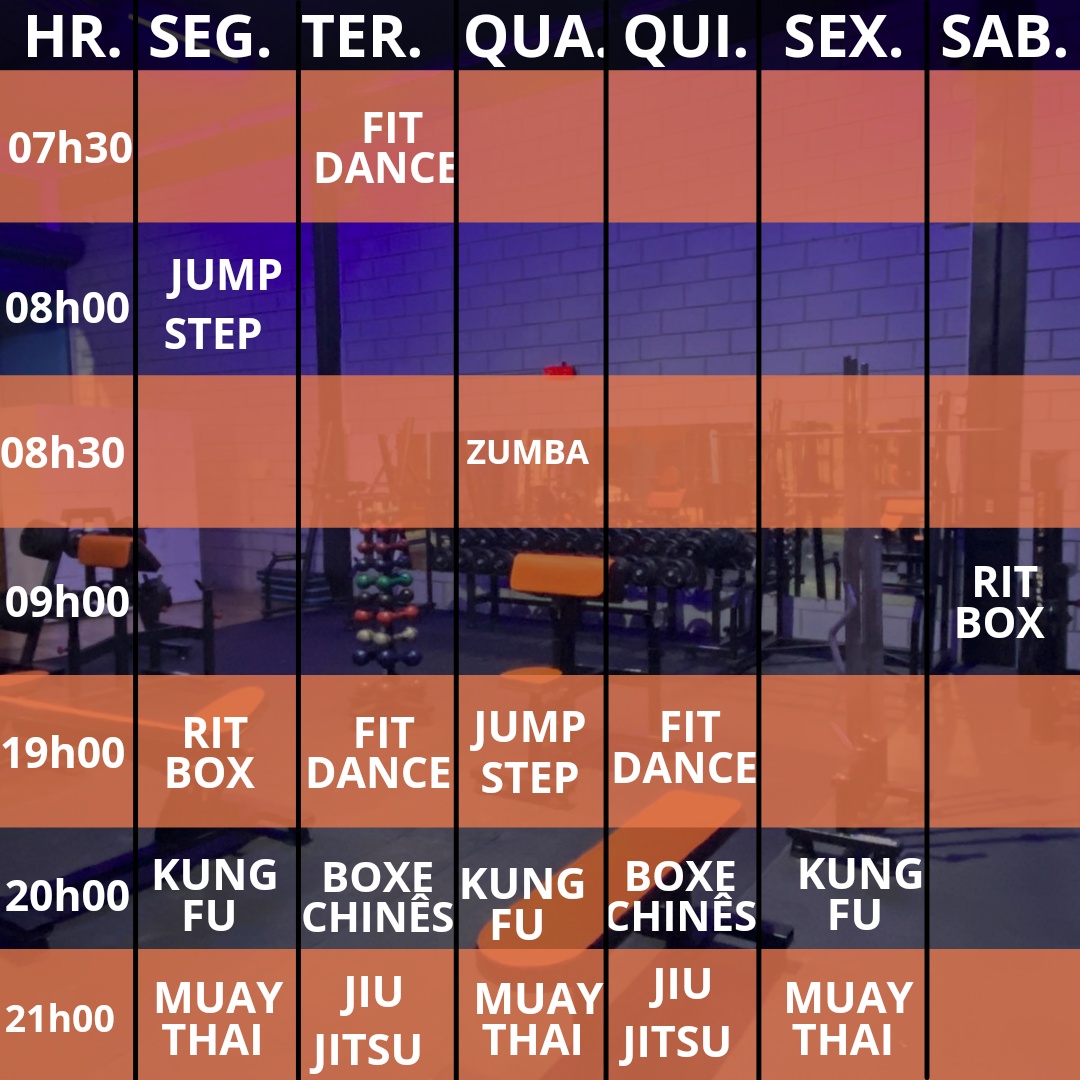 HR. SEG. TER. QUA. QUI. SEX. SAB.
07h30
FIT
DANCE
08h00
JUMP
STEP
08h30
ZUMBA
09h00
RIT
BOX
19h00
RIT
BOX
FIT
DANCE
JUMP
STEP
FIT
DANCE
20h00
KUNG
FU
BOXE
CHINÊS
KUNG
FU
BOXE
CHINÊS
KUNG
FU
21h00
MUAY
THAI
JIU
JITSU
MUAY
THAI
JIU
JITSU
MUAY
THAI